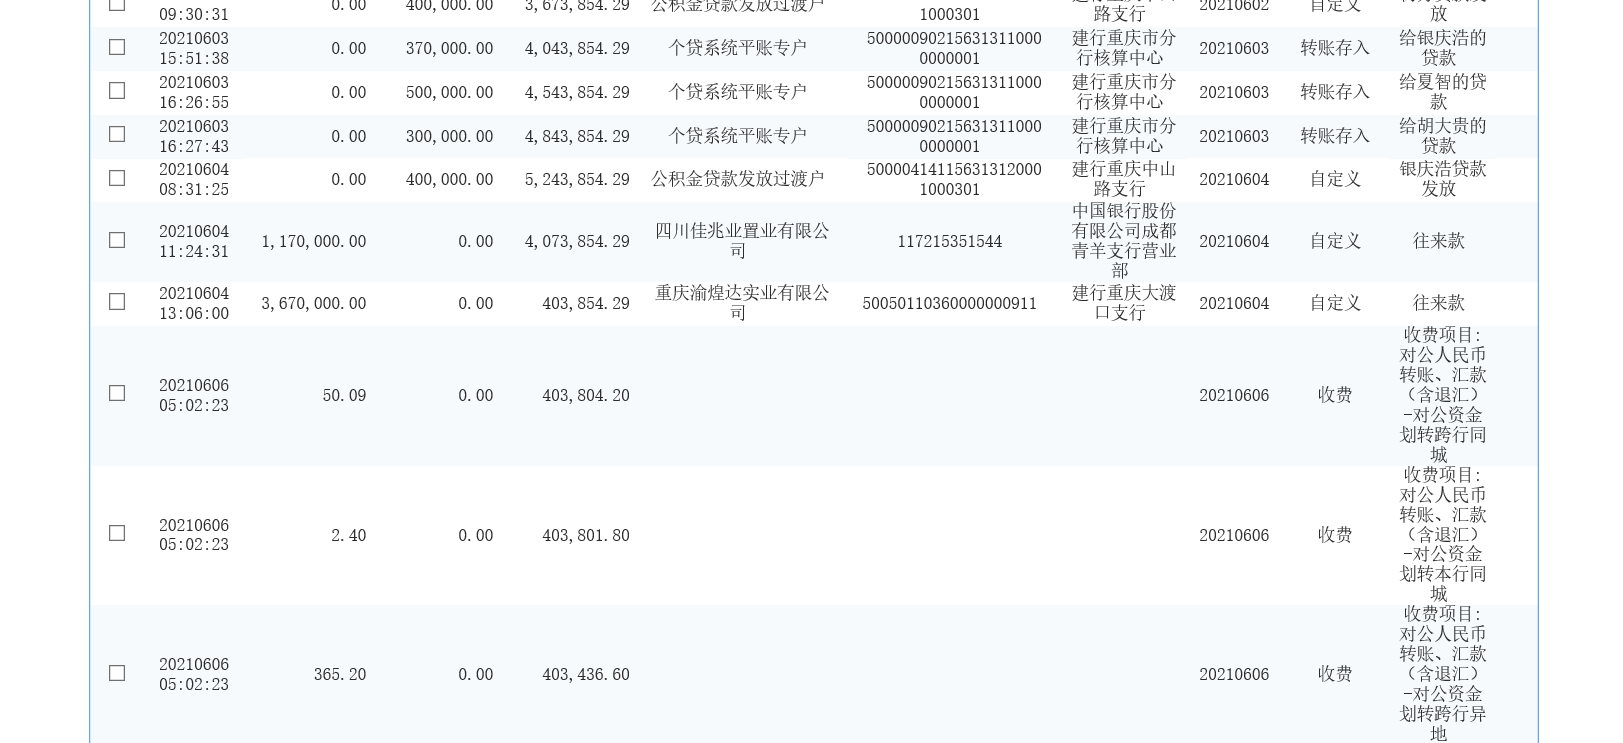 0.00 400,000.00 3,673,854.29 公积金贷款发放过渡户 20210602 自定义
09:30:31 1000301 路支行 放
20210603 50000090215631311000 建行重庆市分 给银庆浩的
0.00 370,000.00 4,043,854.29 个贷系统平账专户 20210603 转账存入
15:51:38 0000001 行核算中心 贷款
20210603 50000090215631311000 建行重庆市分 给夏智的贷
0.00 500,000.00 4,543,854.29 个贷系统平账专户 20210603 转账存入
16:26:55 0000001 行核算中心 款
20210603 50000090215631311000 建行重庆市分 给胡大贵的
0.00 300,000.00 4,843,854.29 个贷系统平账专户 20210603 转账存入
16:27:43 0000001 行核算中心 贷款
20210604 50000414115631312000 建行重庆中山 银庆浩贷款
0.00 400,000.00 5,243,854.29 公积金贷款发放过渡户 20210604 自定义
08:31:25 1000301 路支行 发放
中国银行股份
20210604 四川佳兆业置业有限公 有限公司成都
1,170,000.00 0.00 4,073,854.29 117215351544 20210604 自定义 往来款
11:24:31 司 青羊支行营业
部
20210604 重庆渝煌达实业有限公 建行重庆大渡
3,670,000.00 0.00 403,854.29 50050110360000000911 20210604 自定义 往来款
13:06:00 司 口支行
收费项目:
对公人民币
转账、汇款
20210606 50.09 0.00 403,804.20 20210606 收费 （含退汇）
05:02:23 -对公资金
划转跨行同
城
收费项目:
对公人民币
转账、汇款
20210606 2.40 0.00 403,801.80 20210606 收费 （含退汇）
05:02:23 -对公资金
划转本行同
城
收费项目:
对公人民币
转账、汇款
20210606 365.20 0.00 403,436.60 20210606 收费 （含退汇）
05:02:23 -对公资金
划转跨行异
地